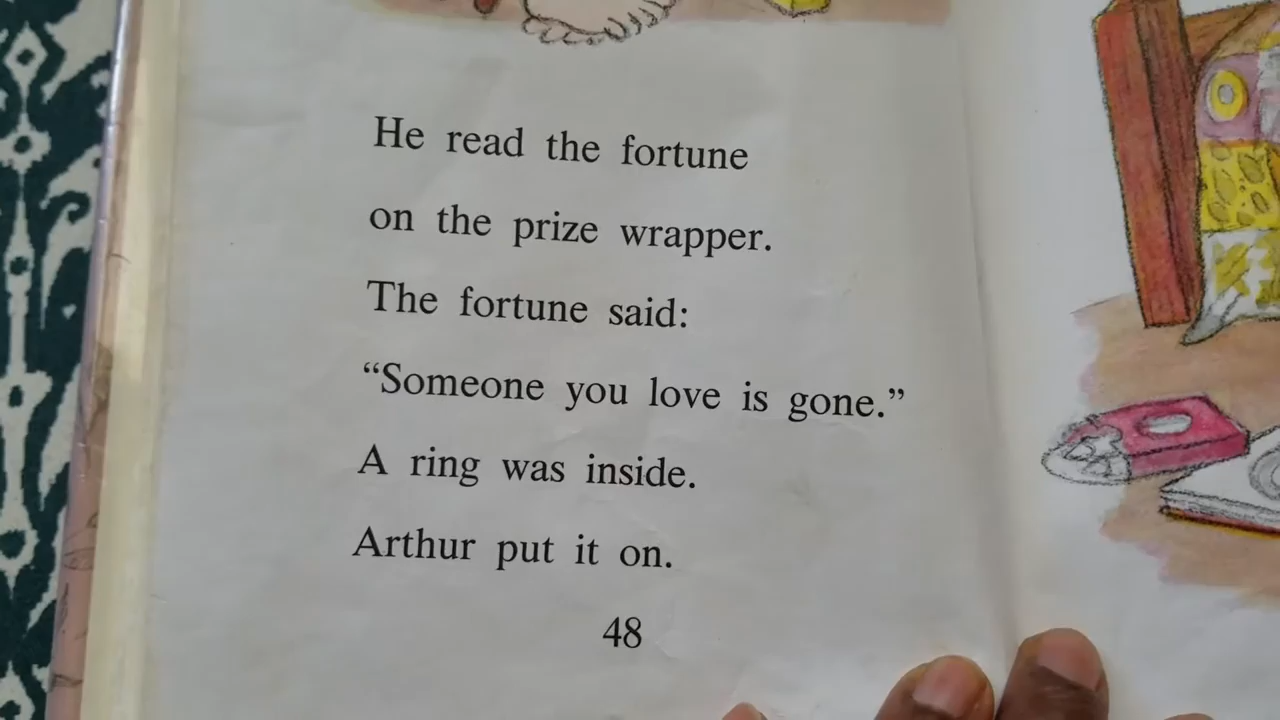 He read the fortune
on the prize wrapper.
The fortune said:
“Someone you love is gone.”
A ring was inside.
Arthur put it on.
48